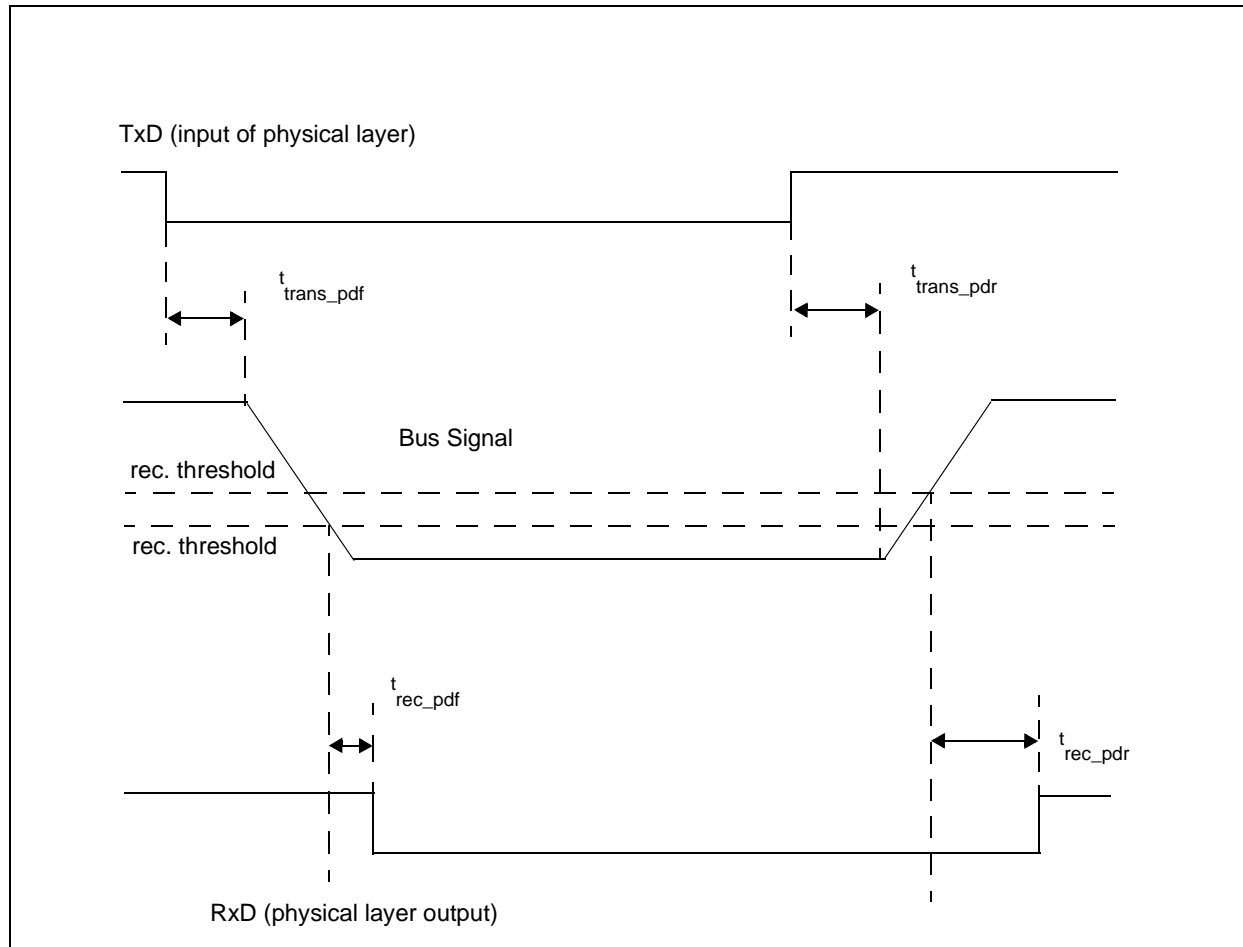 TxD (input of physical layer)
t
trans_pdf
t
trans_pdr
Bus Signal
rec. threshold
rec. threshold
t
rec_pdf
t
rec_pdr
RxD (physical layer output)